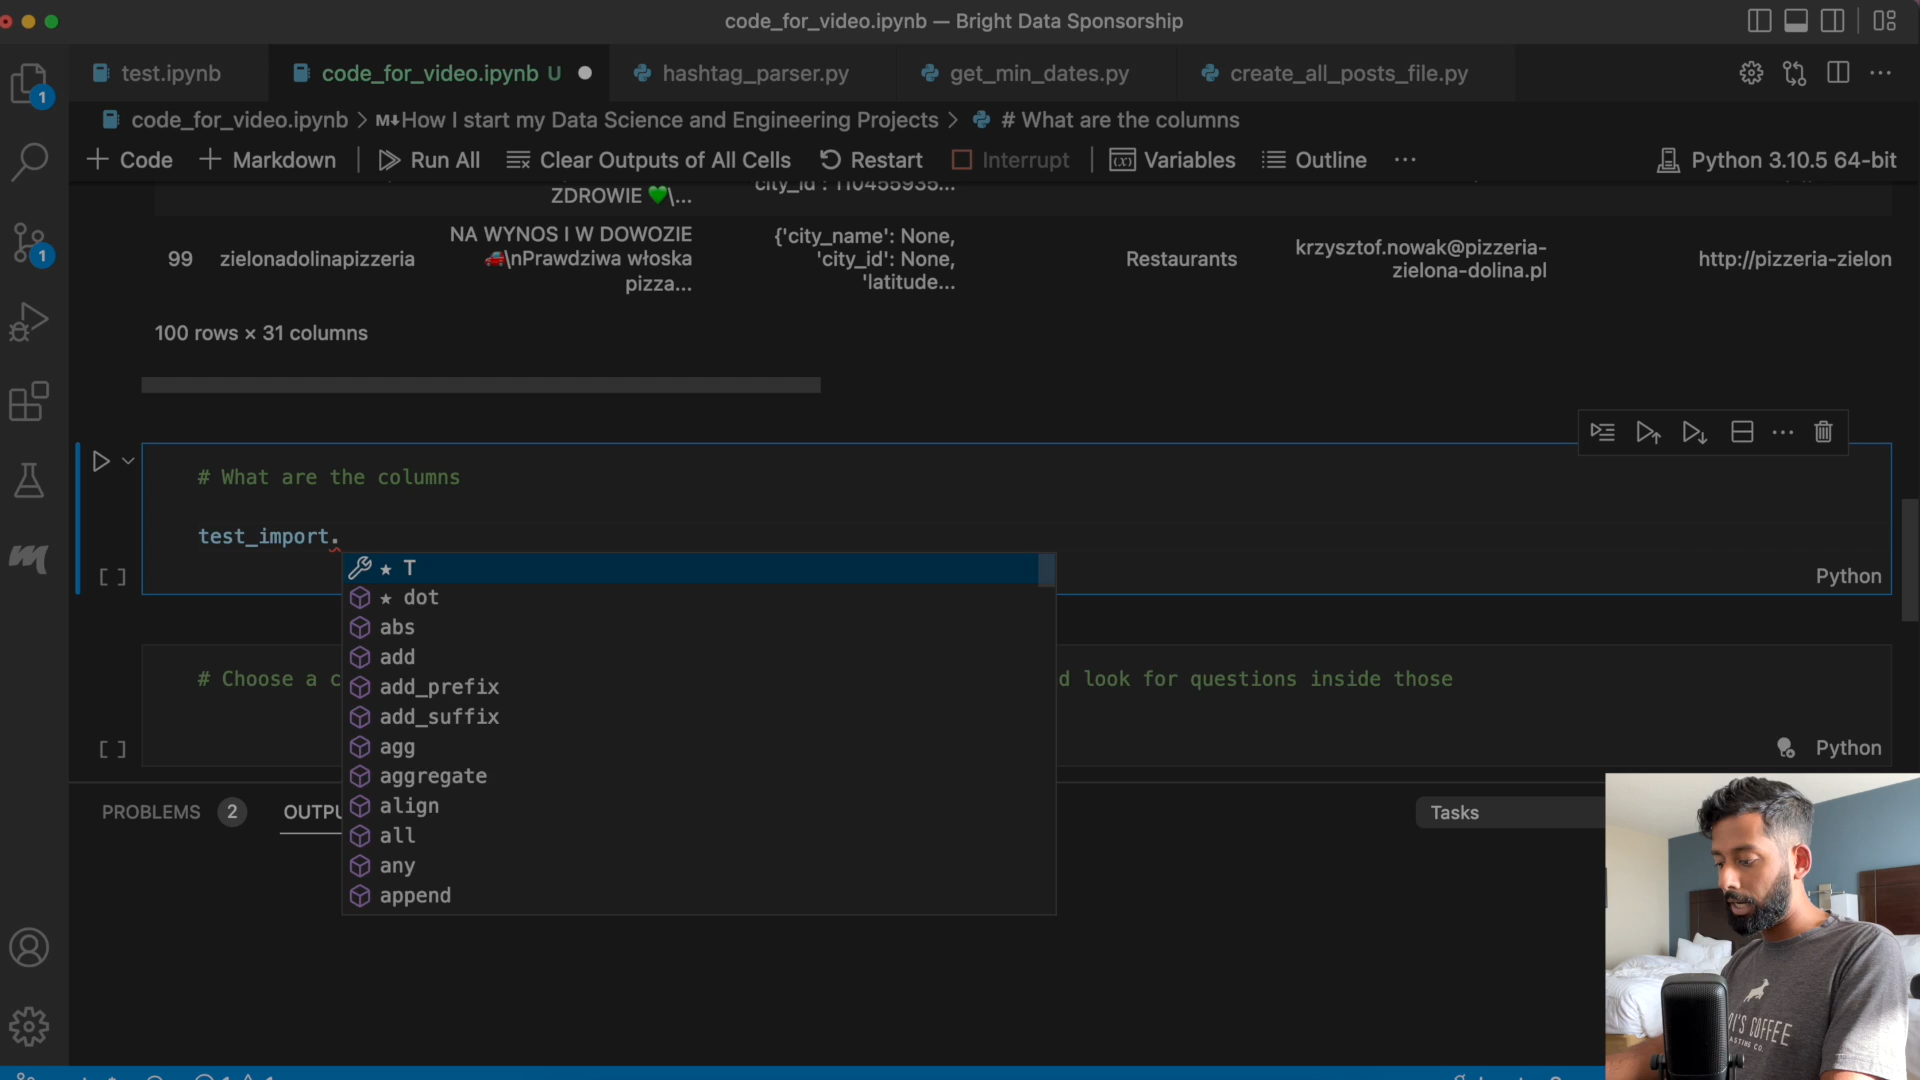 code_for_video.ipynb — Bright Data Sponsorship
1
test.ipynb
code_for_video.ipynb U
hashtag_parser.py
get_min_dates.py
create_all_posts_file.py
code_for_video.ipynb > M↓How I start my Data Science and Engineering Projects > # What are the columns
+ Code
+ Markdown
Run All
Clear Outputs of All Cells
Restart
Interrupt
Variables
Outline
...
Python 3.10.5 64-bit
ZDROWIE 💚\...
city_id': 110455935...
99 zielonadolinapizzeria
NA WYNOS I W DOWOZIE
🚗\nPrawdziwa włoska
pizza...
{'city_name': None,
'city_id': None,
'latitude...
Restaurants
krzysztof.nowak@pizzeria-
zielona-dolina.pl
http://pizzeria-zielon
100 rows × 31 columns
1
# What are the columns
test_import.
[ ]
Python
★ T
★ dot
abs
add
add_prefix
add_suffix
agg
aggregate
align
all
any
append
# Choose a c
d look for questions inside those
[ ]
Python
PROBLEMS 2
OUTPU
Tasks
COFFEE